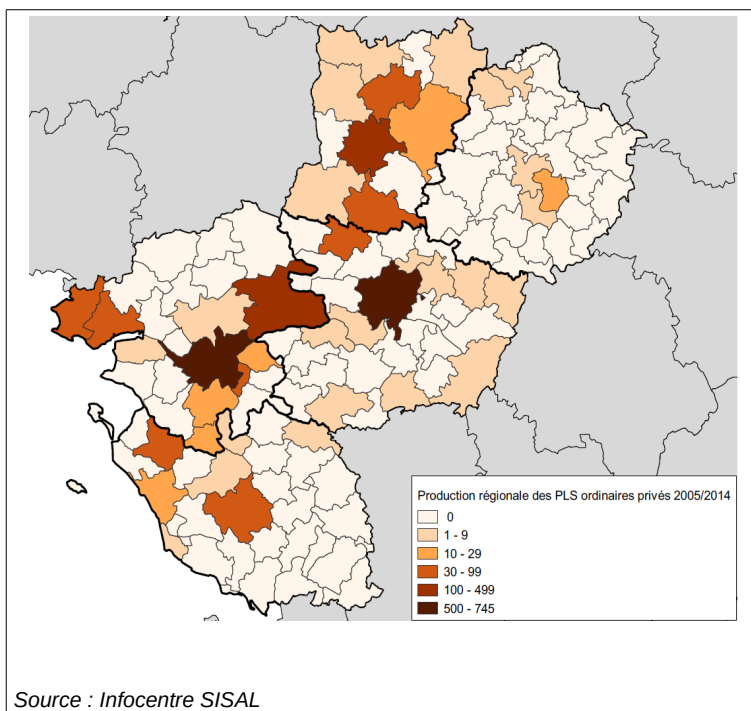 Production régionale des PLS ordinaires privés 2005/2014
0
1 - 9
10 - 29
30 - 99
100 - 499
500 - 745
Source : Infocentre SISAL